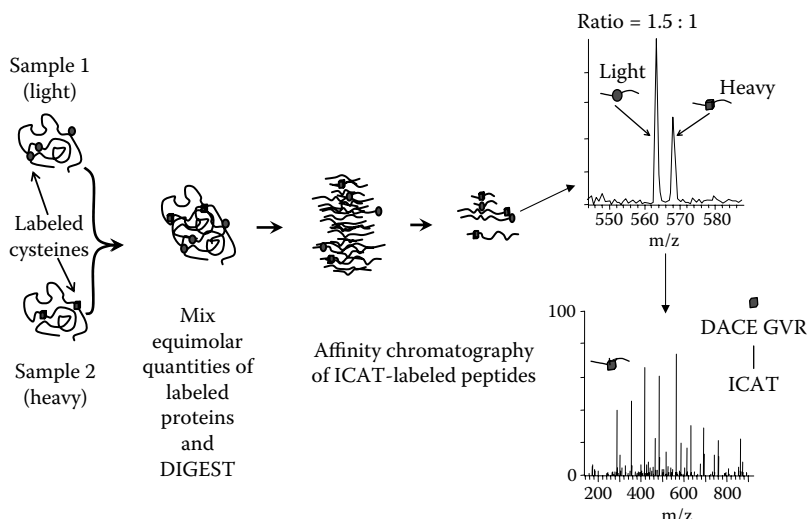 Sample 1
(light)
Labeled
cysteines
Sample 2
(heavy)
Mix
equimolar
quantities of
labeled
proteins
and
DIGEST
Affinity chromatography
of ICAT-labeled peptides
Ratio = 1.5 : 1
Light
Heavy
550 560 570 580
m/z
100
0
200 400 600 800
m/z
DACE GVR
ICAT